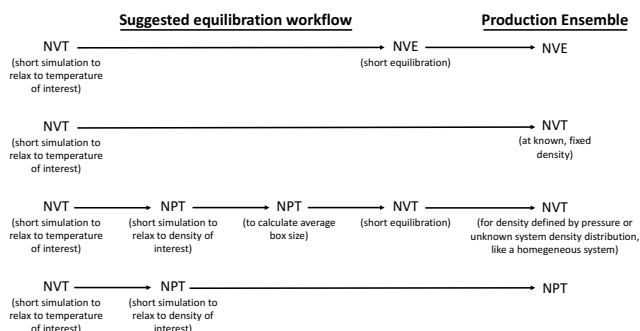 Suggested equilibration workflow
Production Ensemble
NVT
NVE
NVE
(short simulation to
relax to temperature
of interest)
(short equilibration)
NVT
NVT
(short simulation to
relax to temperature
of interest)
(at known, fixed
density)
NVT
NPT
NPT
NVT
NVT
(short simulation to
relax to temperature
of interest)
(short simulation to
relax to density of
interest)
(to calculate average
box size)
(short equilibration)
(for density defined by pressure or
unknown system density distribution,
like a homegeneous system)
NVT
NPT
NPT
(short simulation to
relax to temperature
of interest)
(short simulation to
relax to density of
interest)